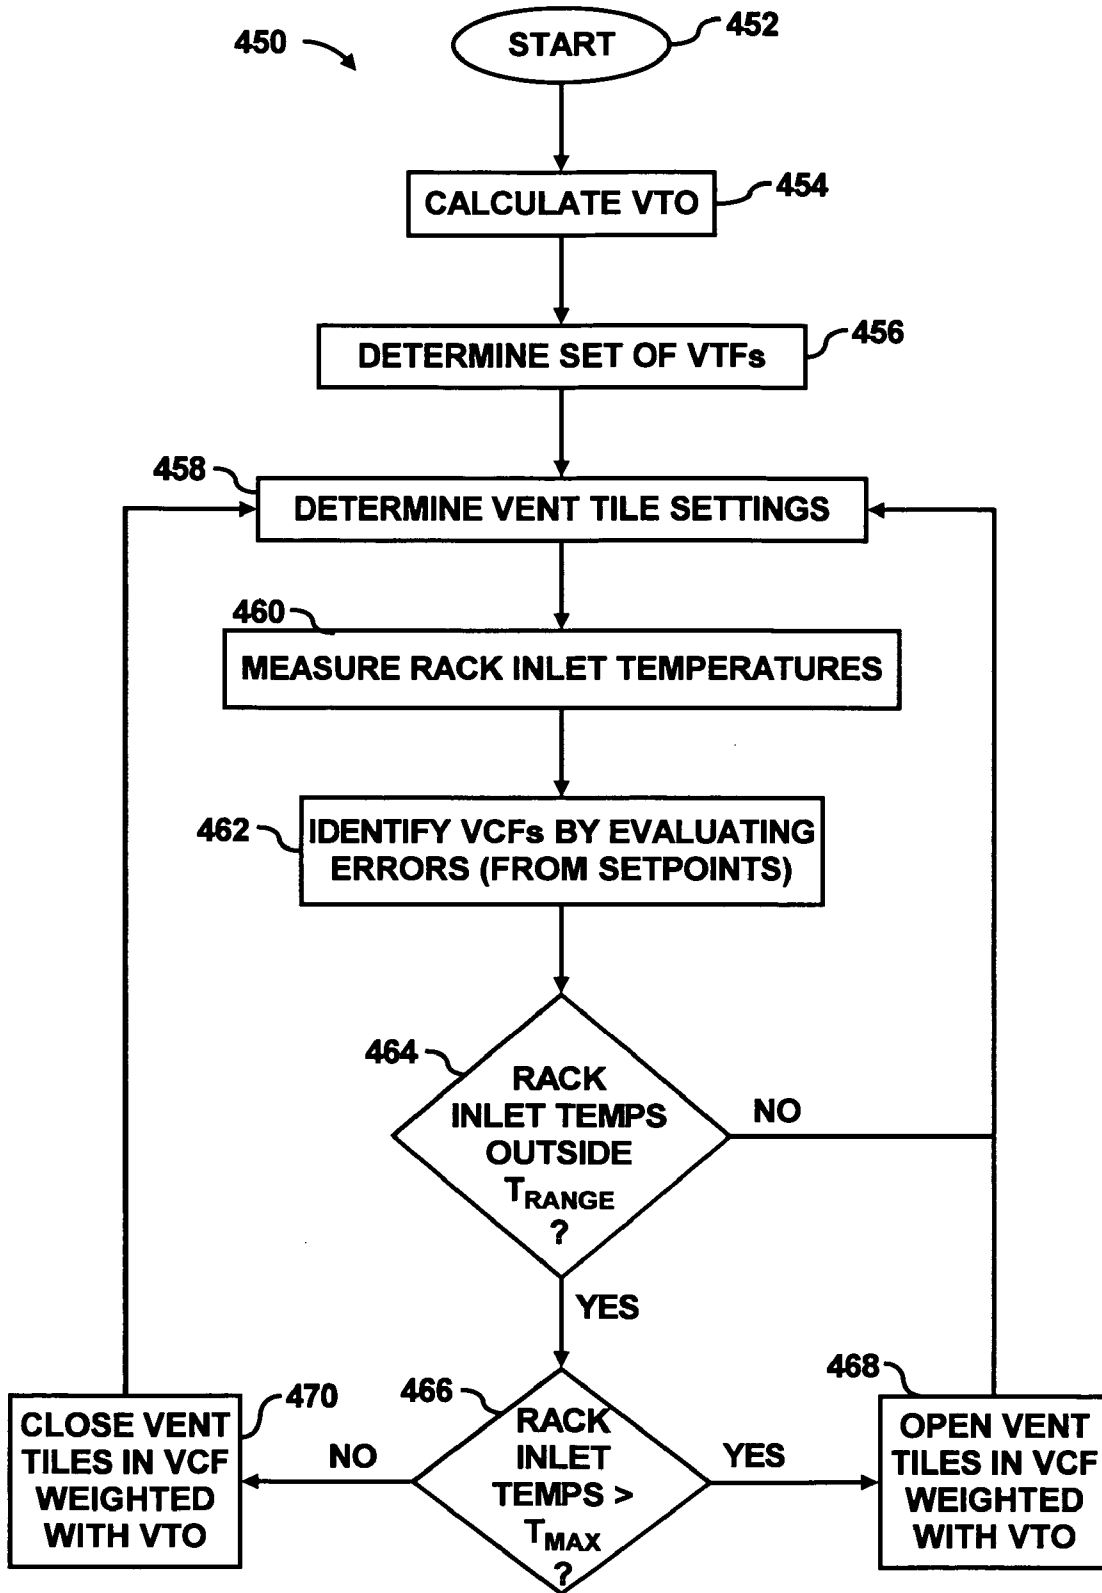 450
START
452
CALCULATE VTO
454
DETERMINE SET OF VTFs
456
458
DETERMINE VENT TILE SETTINGS
460
MEASURE RACK INLET TEMPERATURES
462
IDENTIFY VCFs BY EVALUATING
ERRORS (FROM SETPOINTS)
464
RACK
INLET TEMPS
OUTSIDE
TRANGE
?
NO
YES
466
RACK
INLET
TEMPS >
TMAX
?
NO
YES
470
CLOSE VENT
TILES IN VCF
WEIGHTED
WITH VTO
468
OPEN VENT
TILES IN VCF
WEIGHTED
WITH VTO